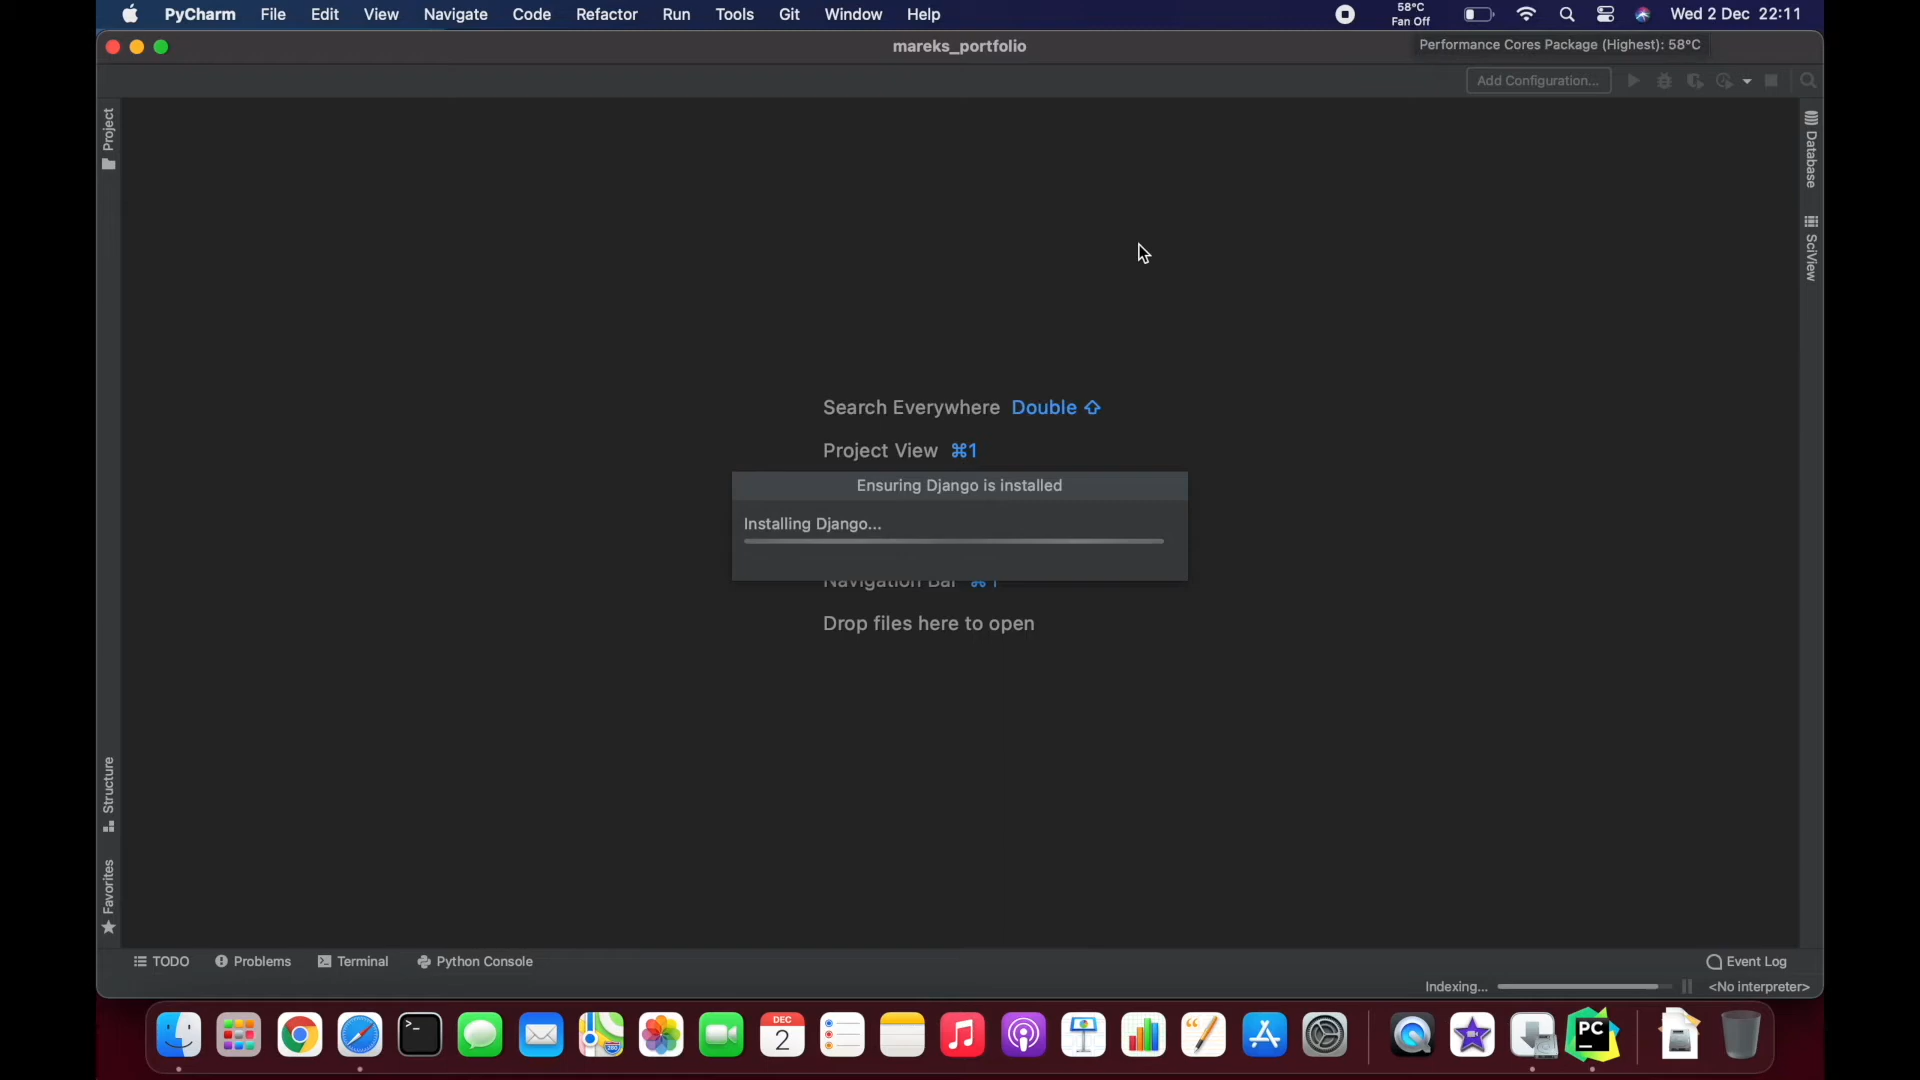 PyCharm File Edit View Navigate Code Refactor Run Tools Git Window Help
58°C
Fan Off
Wed 2 Dec 22:11
mareks_portfolio
Performance Cores Package (Highest): 58°C
Add Configuration...
Project
Database
SciView
Search Everywhere Double ⇧
Project View ⌘1
Ensuring Django is installed
Installing Django...
Navigation Bar
Drop files here to open
Structure
Favorites
TODO Problems Terminal Python Console
Event Log
Indexing... <No interpreter>
DEC
2
PC